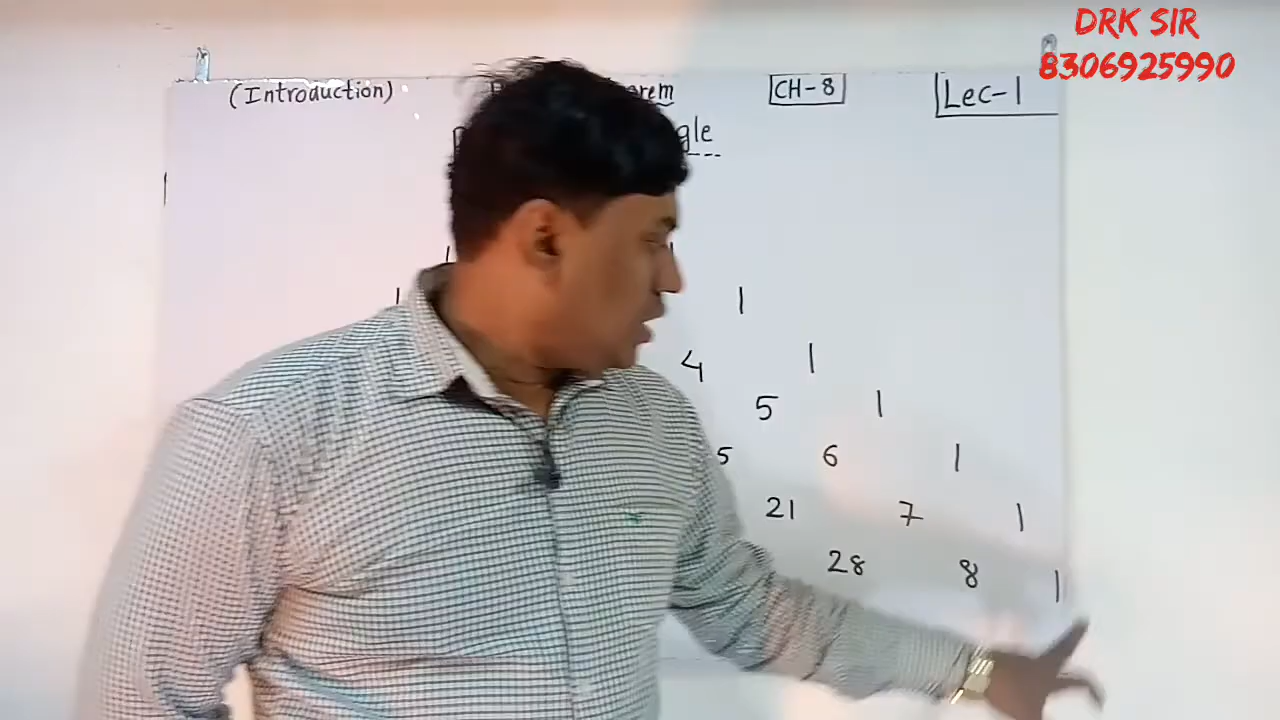 DRK SIR
8306925990
(Introduction) CH-8 Lec-1
1
1
4 1
5 1
5 6 1
21 7 1
28 8 1